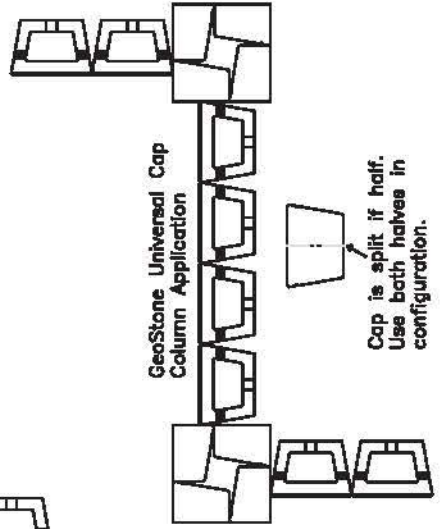 GeoStone Universal Cap
Column Application
Cap is split if half.
Use both halves in
configuration.